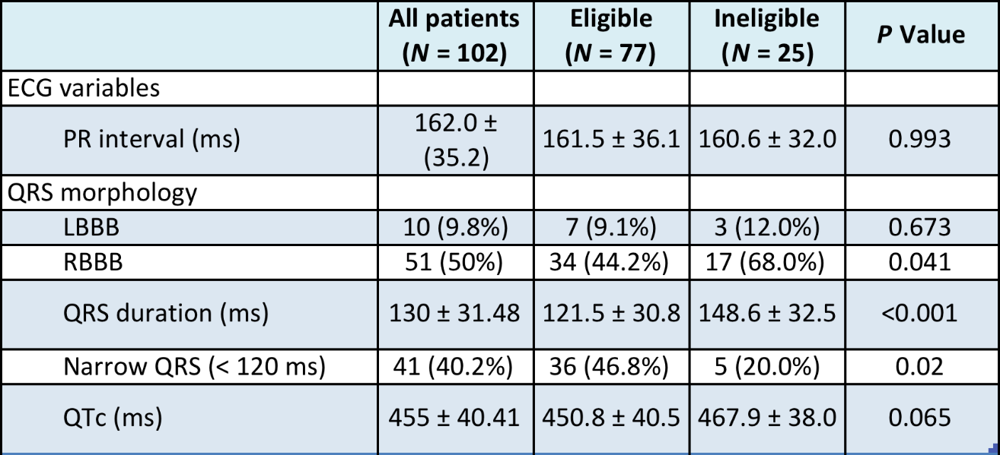 All patients (N = 102) Eligible (N = 77) Ineligible (N = 25) P Value
ECG variables
PR interval (ms) 162.0 ± (35.2) 161.5 ± 36.1 160.6 ± 32.0 0.993
QRS morphology
LBBB 10 (9.8%) 7 (9.1%) 3 (12.0%) 0.673
RBBB 51 (50%) 34 (44.2%) 17 (68.0%) 0.041
QRS duration (ms) 130 ± 31.48 121.5 ± 30.8 148.6 ± 32.5 <0.001
Narrow QRS (< 120 ms) 41 (40.2%) 36 (46.8%) 5 (20.0%) 0.02
QTc (ms) 455 ± 40.41 450.8 ± 40.5 467.9 ± 38.0 0.065